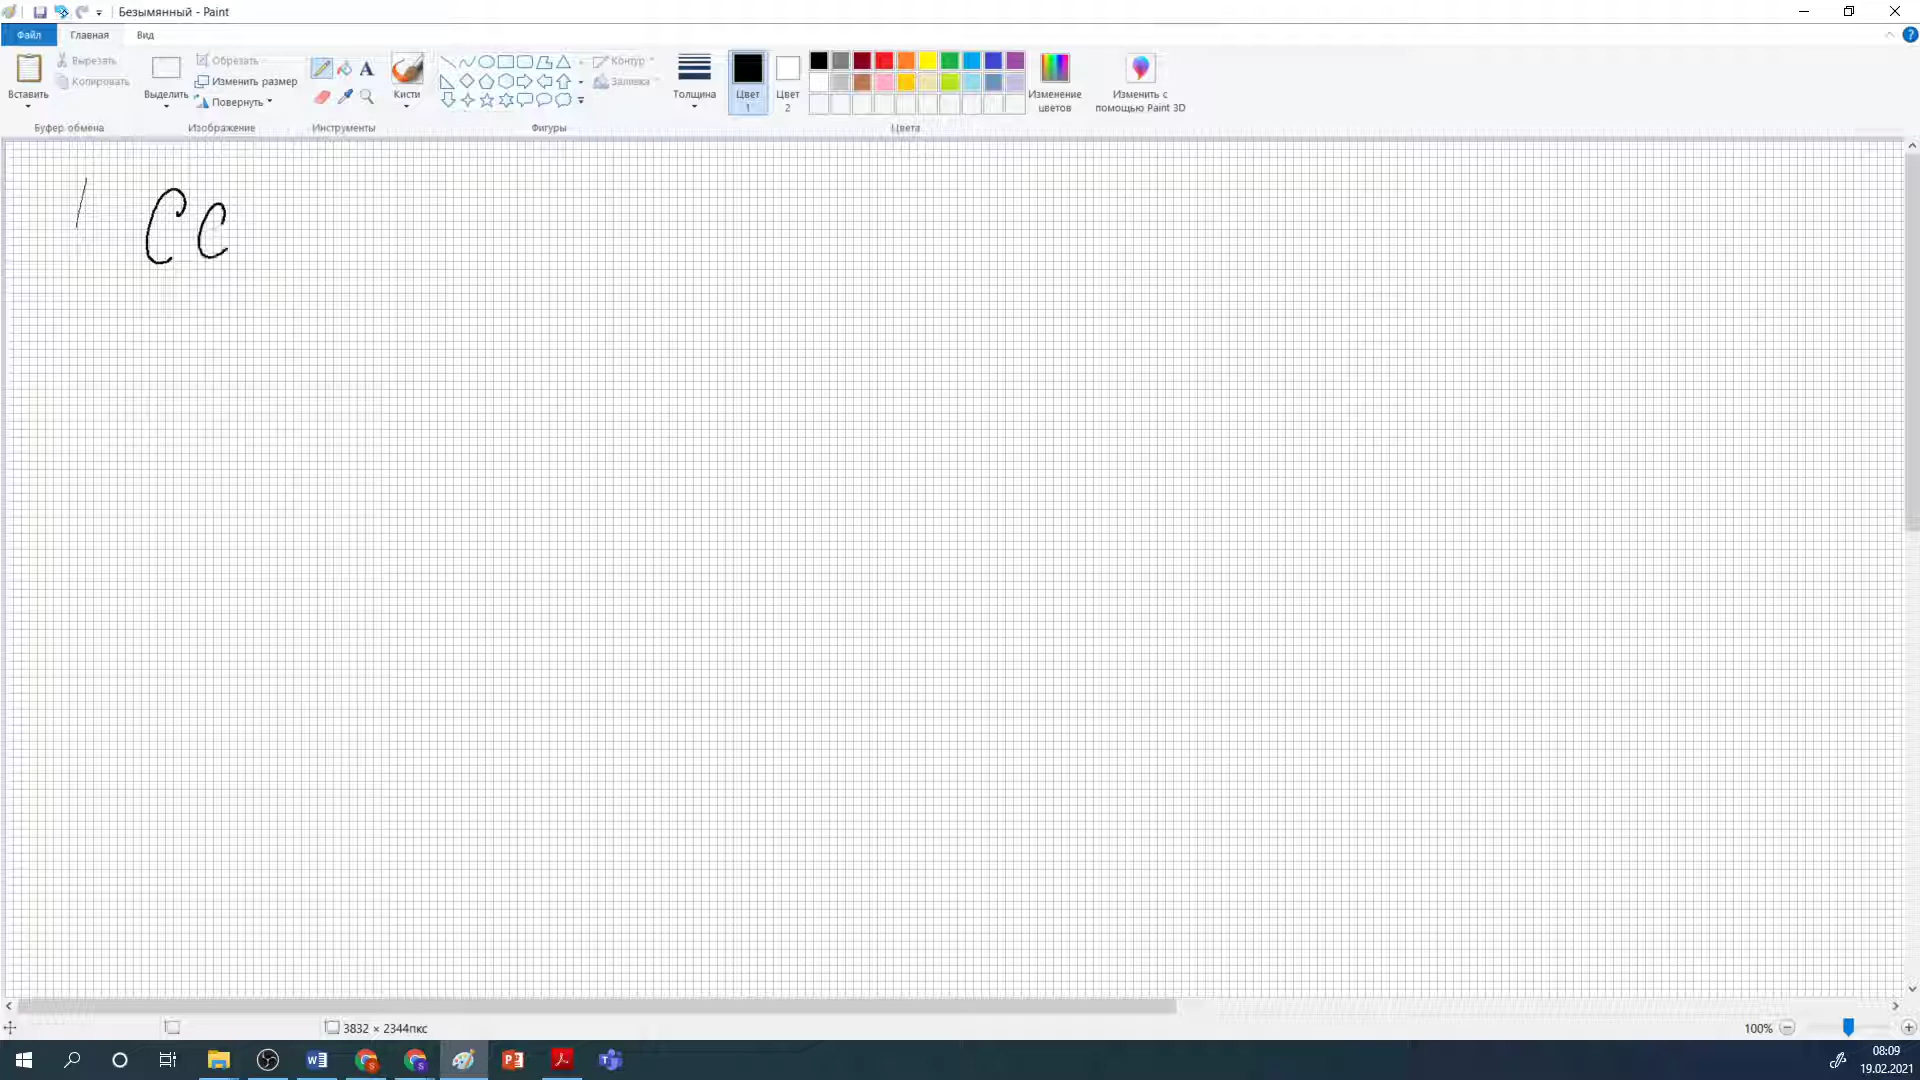 Безымянный - Paint
Файл Главная Вид
Вставить
Вырезать
Копировать
Буфер обмена
Выделить
Обрезать
Изменить размер
Повернуть
Изображение
Инструменты
Кисти
Контур
Заливка
Фигуры
Толщина
Цвет 1
Цвет 2
Цвета
Изменение цветов
Изменить с помощью Paint 3D
Сс
3832 × 2344пкс
100%
08:09
19.02.2021